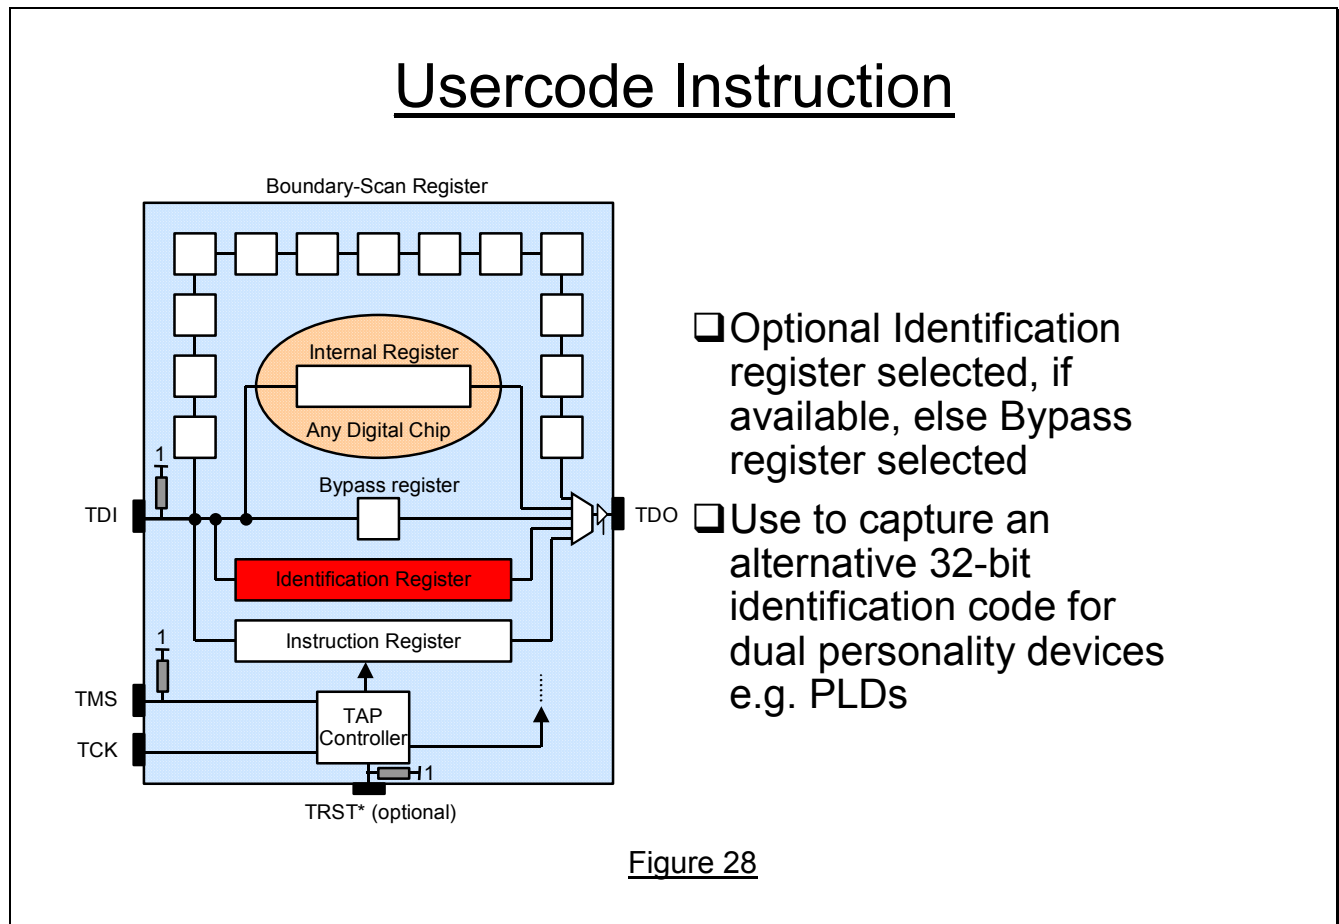 Usercode Instruction
Boundary-Scan Register
Internal Register
Any Digital Chip
1
Bypass register
TDI
TDO
Identification Register
1
Instruction Register
TMS
TAP
Controller
TCK
1
TRST* (optional)
❑Optional Identification
register selected, if
available, else Bypass
register selected
❑Use to capture an
alternative 32-bit
identification code for
dual personality devices
e.g. PLDs
Figure 28